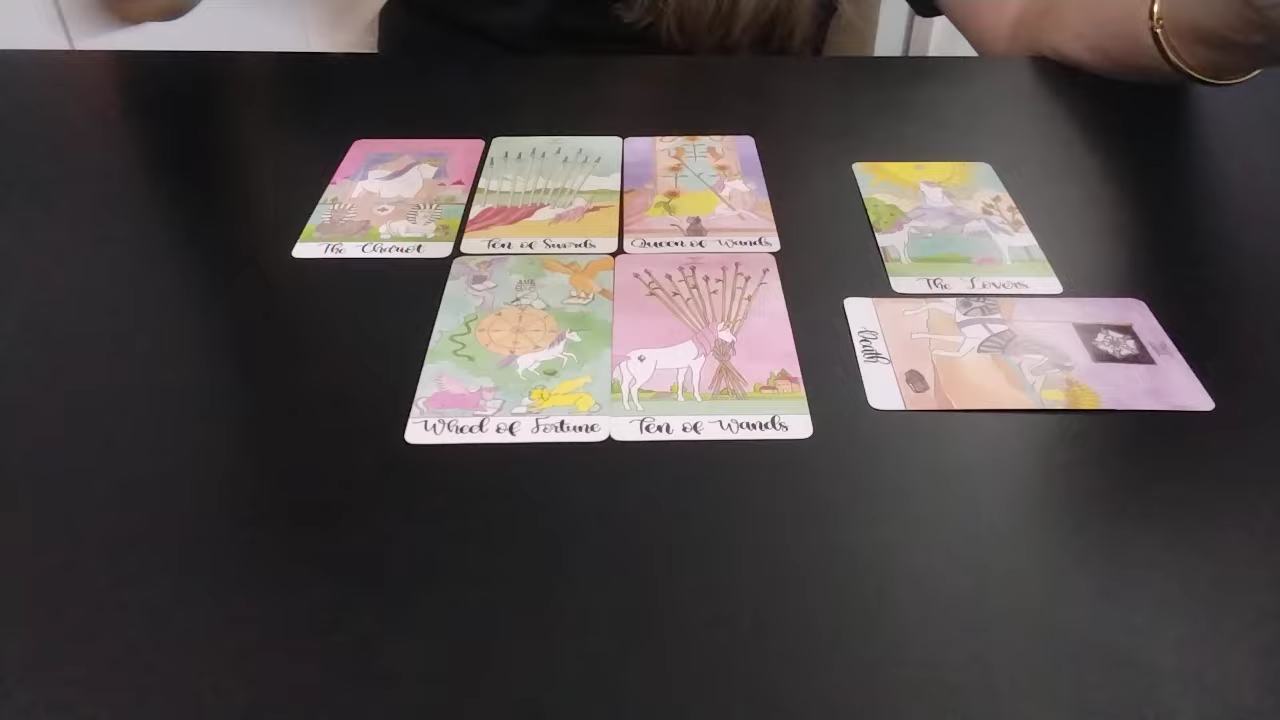 The Chariot
Ten of Swords
Queen of Wands
The Lovers
Wheel of Fortune
Ten of Wands
Death